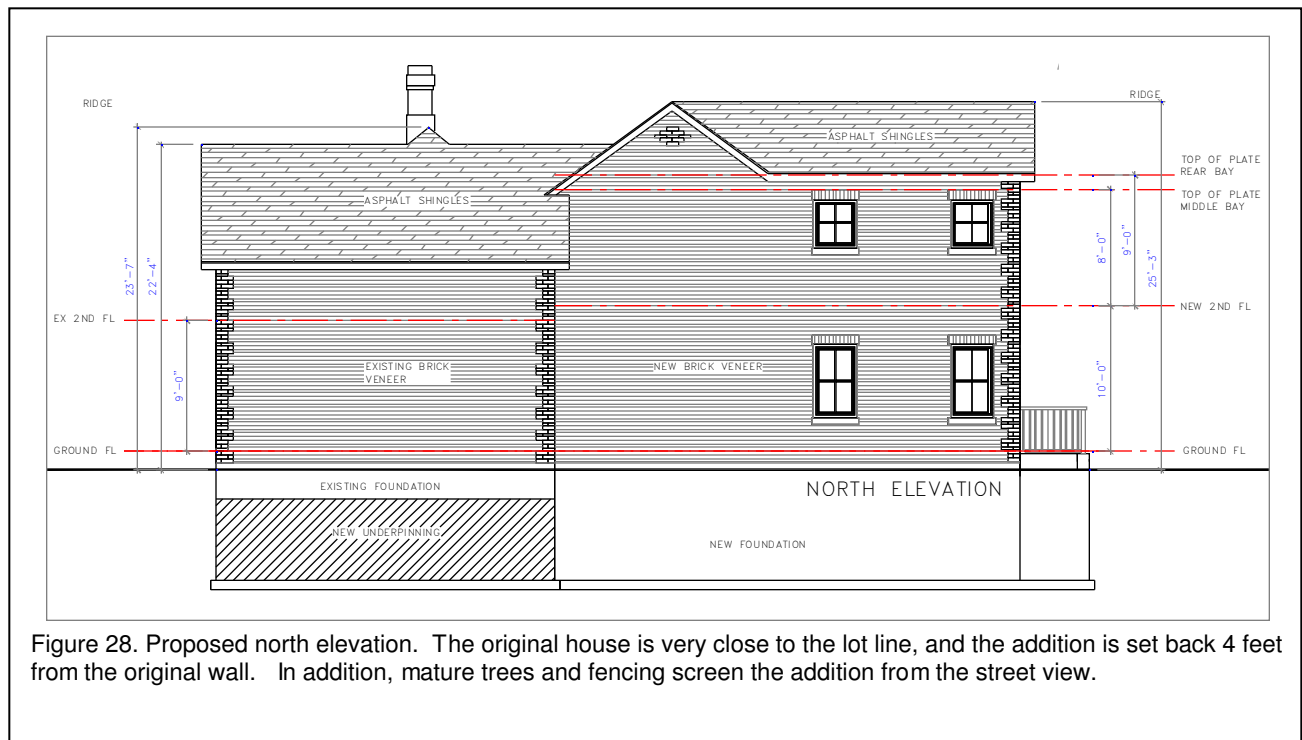 RIDGE
RIDGE
ASPHALT SHINGLES
TOP OF PLATE
REAR BAY
TOP OF PLATE
MIDDLE BAY
ASPHALT SHINGLES
8'-0"
9'-0"
25'-3"
23'-7"
22'-4"
NEW 2ND FL
EX 2ND FL
EXISTING BRICK
VENEER
NEW BRICK VENEER
9'-0"
10'-0"
GROUND FL
GROUND FL
EXISTING FOUNDATION
NORTH ELEVATION
NEW UNDERPINNING
NEW FOUNDATION
Figure 28. Proposed north elevation. The original house is very close to the lot line, and the addition is set back 4 feet
from the original wall. In addition, mature trees and fencing screen the addition from the street view.